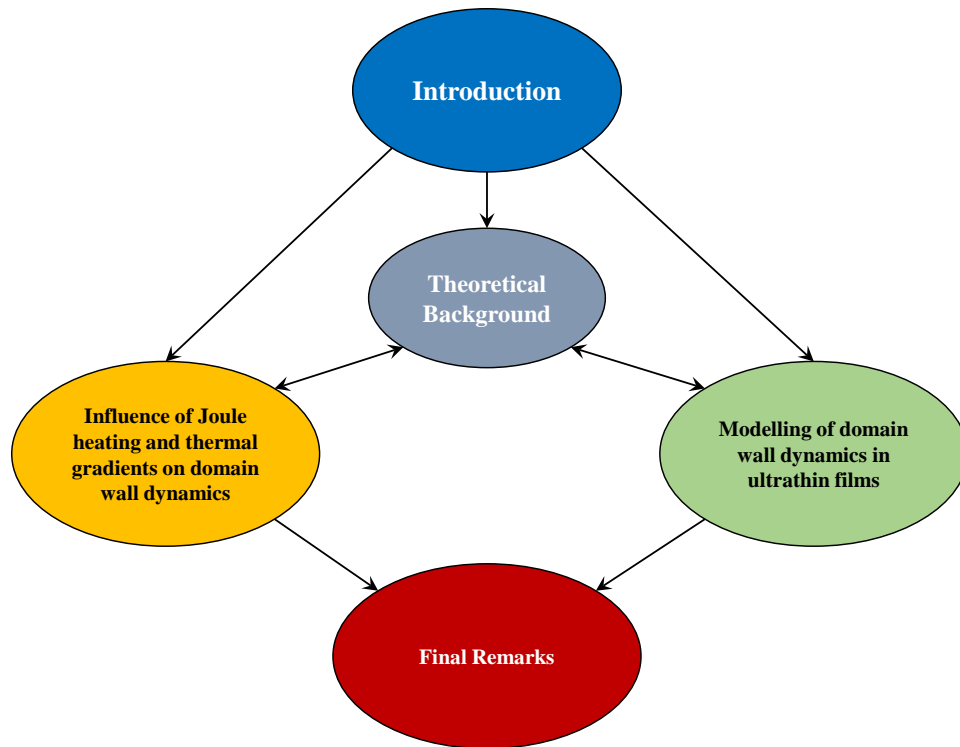 Introduction
Theoretical
Background
Influence of Joule
heating and thermal
gradients on domain
wall dynamics
Modelling of domain
wall dynamics in
ultrathin films
Final Remarks